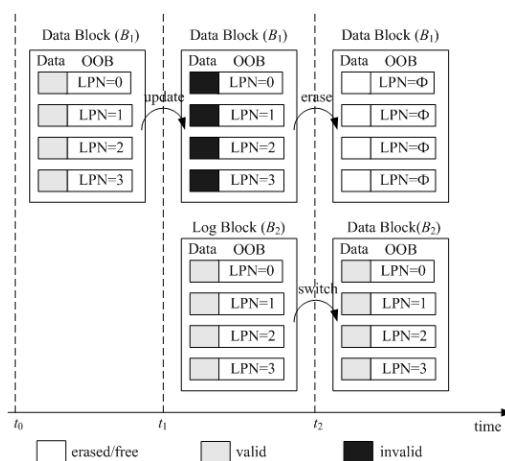 Data Block (B1) Data Block (B1) Data Block (B1)
Data OOB Data OOB Data OOB
LPN=0 LPN=0 LPN=Φ
update erase
LPN=1 LPN=1 LPN=Φ
LPN=2 LPN=2 LPN=Φ
LPN=3 LPN=3 LPN=Φ
Log Block (B2) Data Block(B2)
Data OOB Data OOB
LPN=0 LPN=0
switch
LPN=1 LPN=1
LPN=2 LPN=2
LPN=3 LPN=3
t0 t1 t2 time
erased/free valid invalid